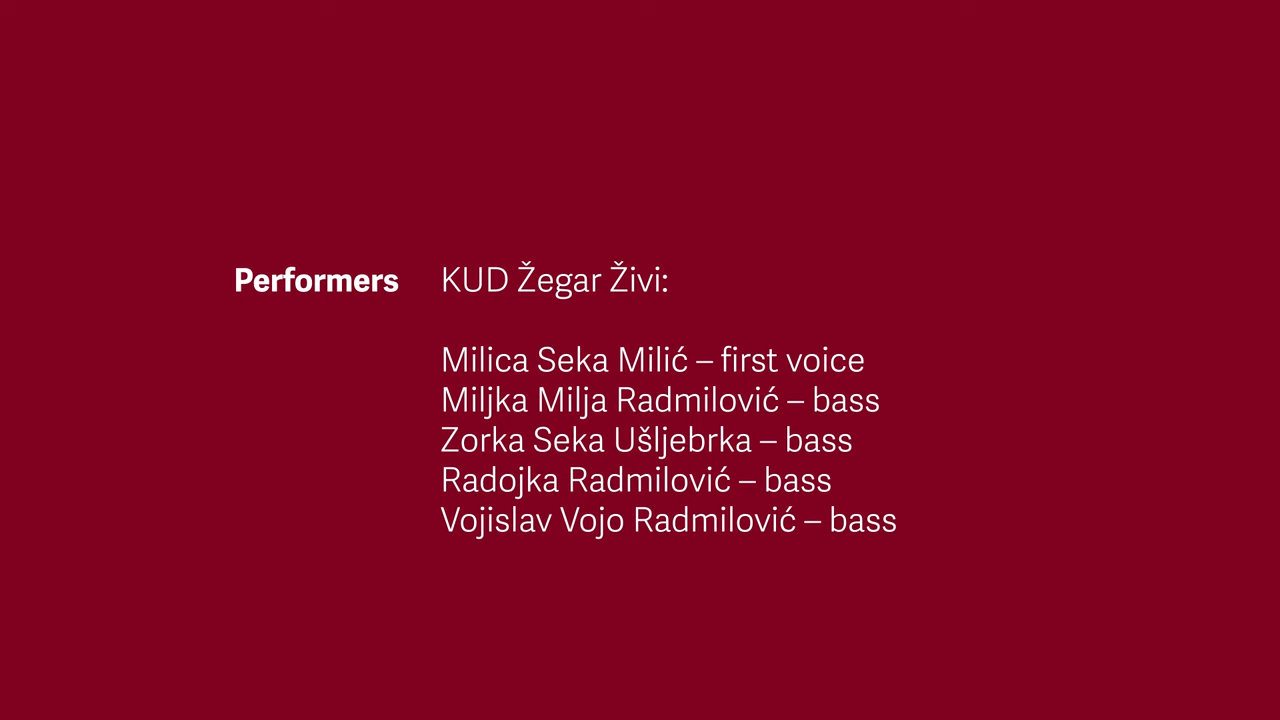 Performers KUD Žegar Živi:
Milica Seka Milić – first voice
Miljka Milja Radmilović – bass
Zorka Seka Ušljebrka – bass
Radojka Radmilović – bass
Vojislav Vojo Radmilović – bass